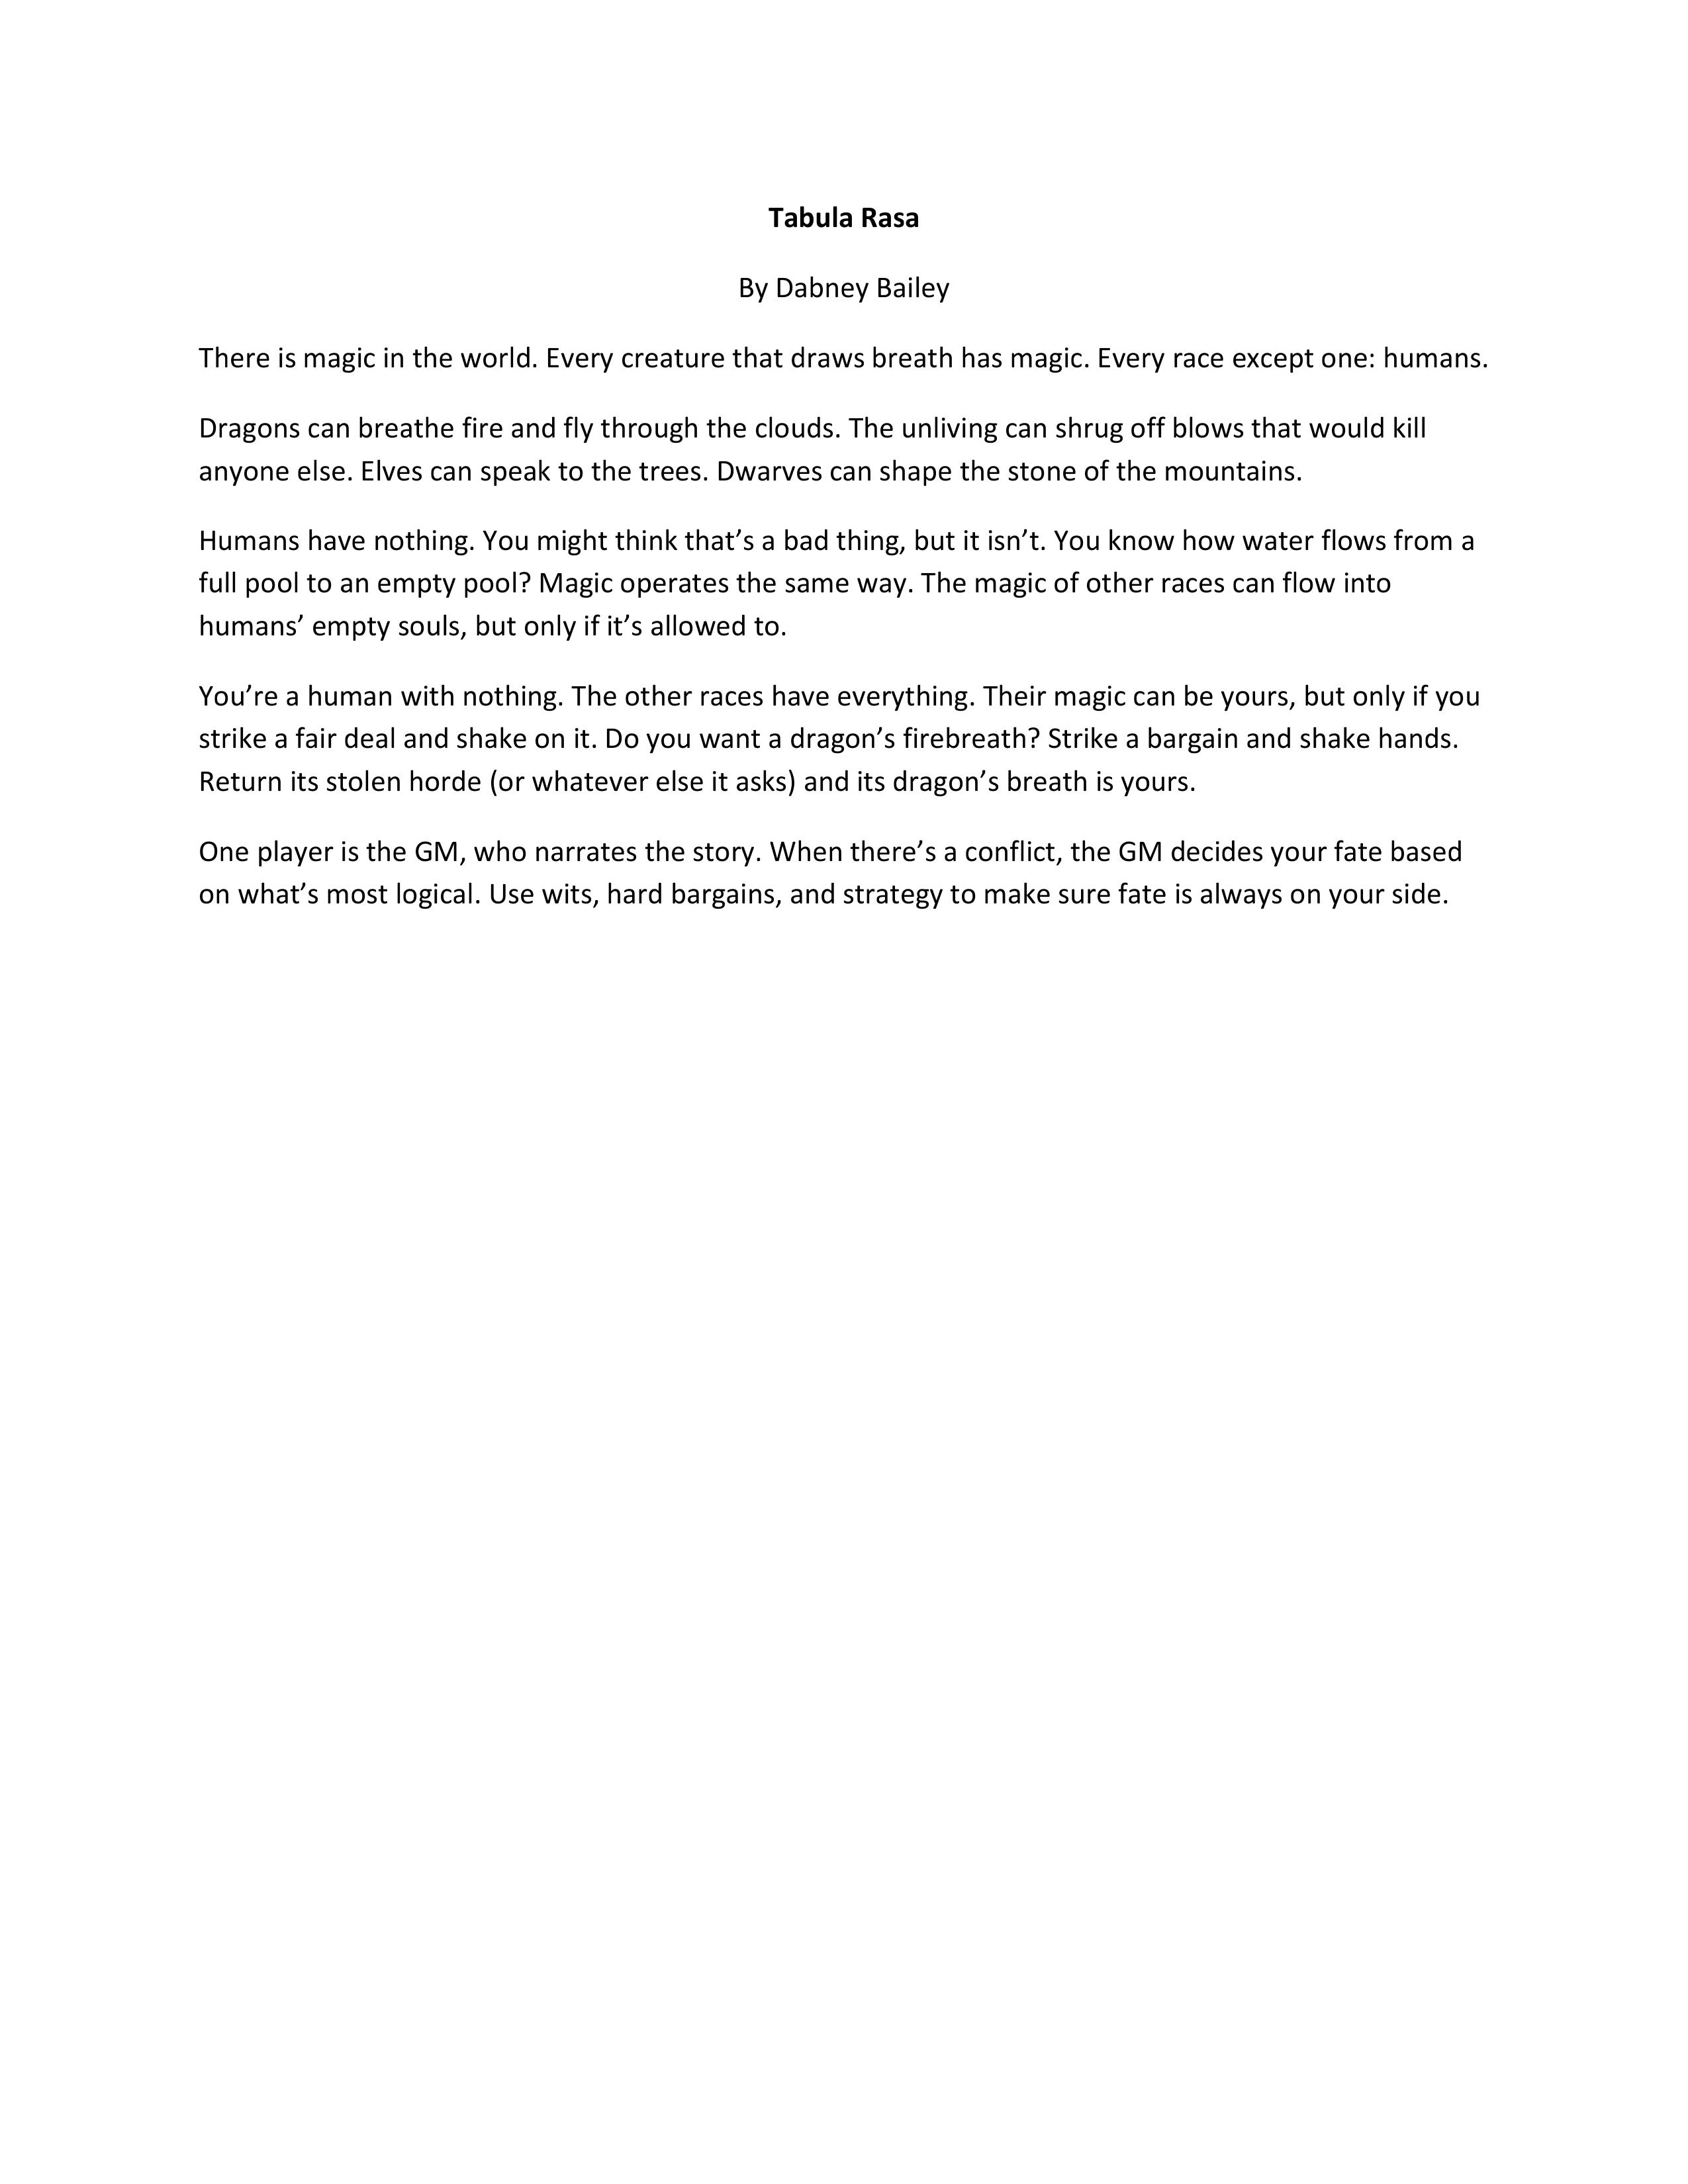 Tabula Rasa
By Dabney Bailey
There is magic in the world. Every creature that draws breath has magic. Every race except one: humans.
Dragons can breathe fire and fly through the clouds. The unliving can shrug off blows that would kill
anyone else. Elves can speak to the trees. Dwarves can shape the stone of the mountains.
Humans have nothing. You might think that’s a bad thing, but it isn’t. You know how water flows from a
full pool to an empty pool? Magic operates the same way. The magic of other races can flow into
humans’ empty souls, but only if it’s allowed to.
You’re a human with nothing. The other races have everything. Their magic can be yours, but only if you
strike a fair deal and shake on it. Do you want a dragon’s firebreath? Strike a bargain and shake hands.
Return its stolen horde (or whatever else it asks) and its dragon’s breath is yours.
One player is the GM, who narrates the story. When there’s a conflict, the GM decides your fate based
on what’s most logical. Use wits, hard bargains, and strategy to make sure fate is always on your side.